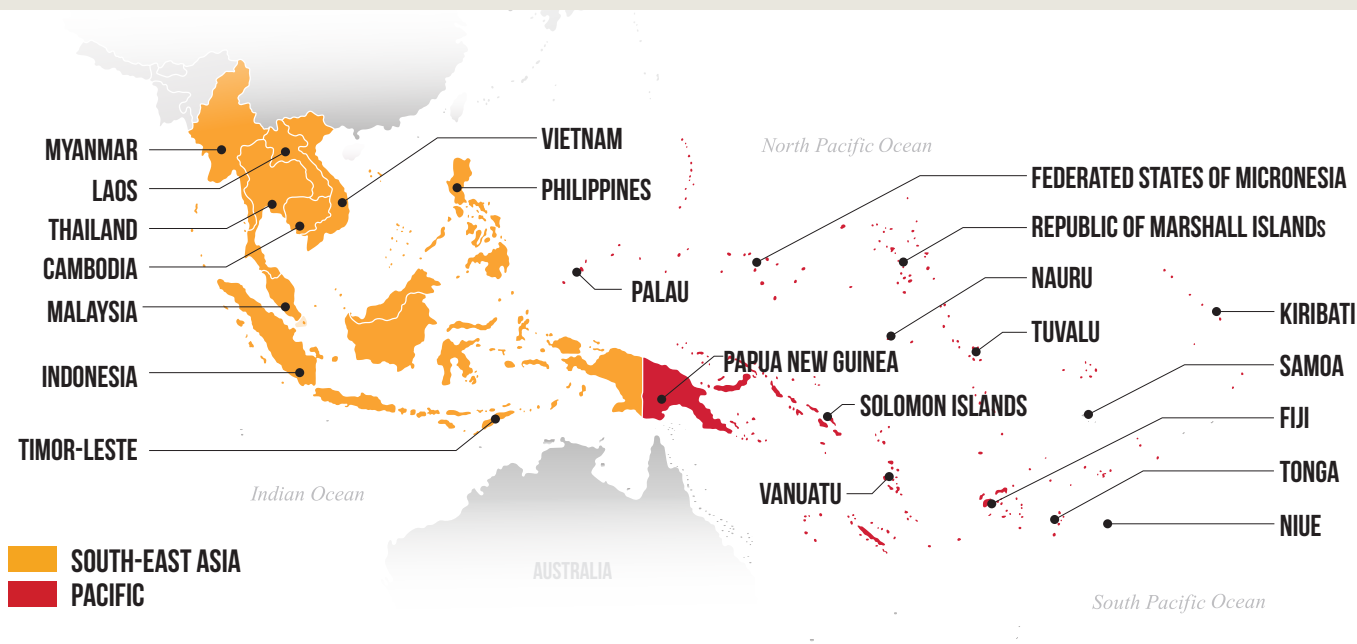 MYANMAR
LAOS
THAILAND
CAMBODIA
MALAYSIA
INDONESIA
TIMOR-LESTE
VIETNAM
PHILIPPINES
PALAU
PAPUA NEW GUINEA
SOLOMON ISLANDS
VANUATU
North Pacific Ocean
FEDERATED STATES OF MICRONESIA
REPUBLIC OF MARSHALL ISLANDs
NAURU
TUVALU
KIRIBATI
SAMOA
FIJI
TONGA
NIUE
Indian Ocean
AUSTRALIA
South Pacific Ocean
SOUTH-EAST ASIA
PACIFIC